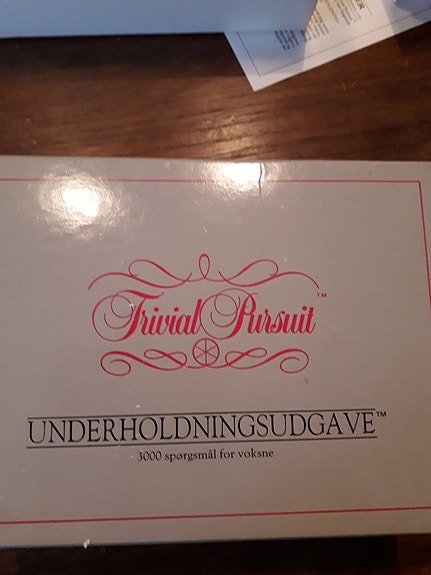 Trivial Pursuit™
UNDERHOLDNINGSUDGAVE™
3000 spørgsmål for voksne